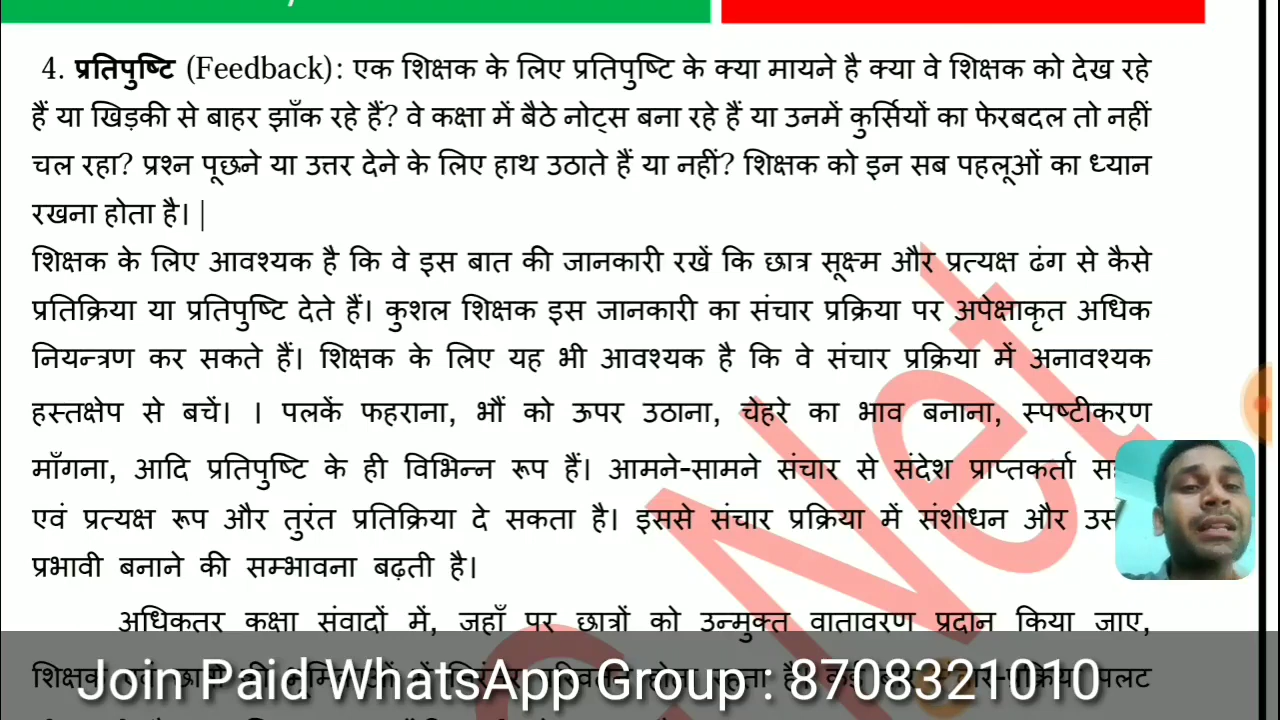 4. प्रतिपुष्टि (Feedback): एक शिक्षक के लिए प्रतिपुष्टि के क्या मायने है क्या वे शिक्षक को देख रहे
हैं या खिड़की से बाहर झाँक रहे हैं? वे कक्षा में बैठे नोट्स बना रहे हैं या उनमें कुर्सियों का फेरबदल तो नहीं
चल रहा? प्रश्न पूछने या उत्तर देने के लिए हाथ उठाते हैं या नहीं? शिक्षक को इन सब पहलूओं का ध्यान
रखना होता है।
शिक्षक के लिए आवश्यक है कि वे इस बात की जानकारी रखें कि छात्र सूक्ष्म और प्रत्यक्ष ढंग से कैसे
प्रतिक्रिया या प्रतिपुष्टि देते हैं। कुशल शिक्षक इस जानकारी का संचार प्रक्रिया पर अपेक्षाकृत अधिक
नियन्त्रण कर सकते हैं। शिक्षक के लिए यह भी आवश्यक है कि वे संचार प्रक्रिया में अनावश्यक
हस्तक्षेप से बचें। । पलकें फहराना, भौं को ऊपर उठाना, चेहरे का भाव बनाना, स्पष्टीकरण
माँगना, आदि प्रतिपुष्टि के ही विभिन्न रूप हैं। आमने-सामने संचार से संदेश प्राप्तकर्ता
एवं प्रत्यक्ष रूप और तुरंत प्रतिक्रिया दे सकता है। इससे संचार प्रक्रिया में संशोधन और
प्रभावी बनाने की सम्भावना बढ़ती है।
अधिकतर कक्षा संवादों में, जहाँ पर छात्रों को उन्मुक्त वातावरण प्रदान किया जाए,
शिक्षक
पलट
Join Paid WhatsApp Group : 8708321010
Net